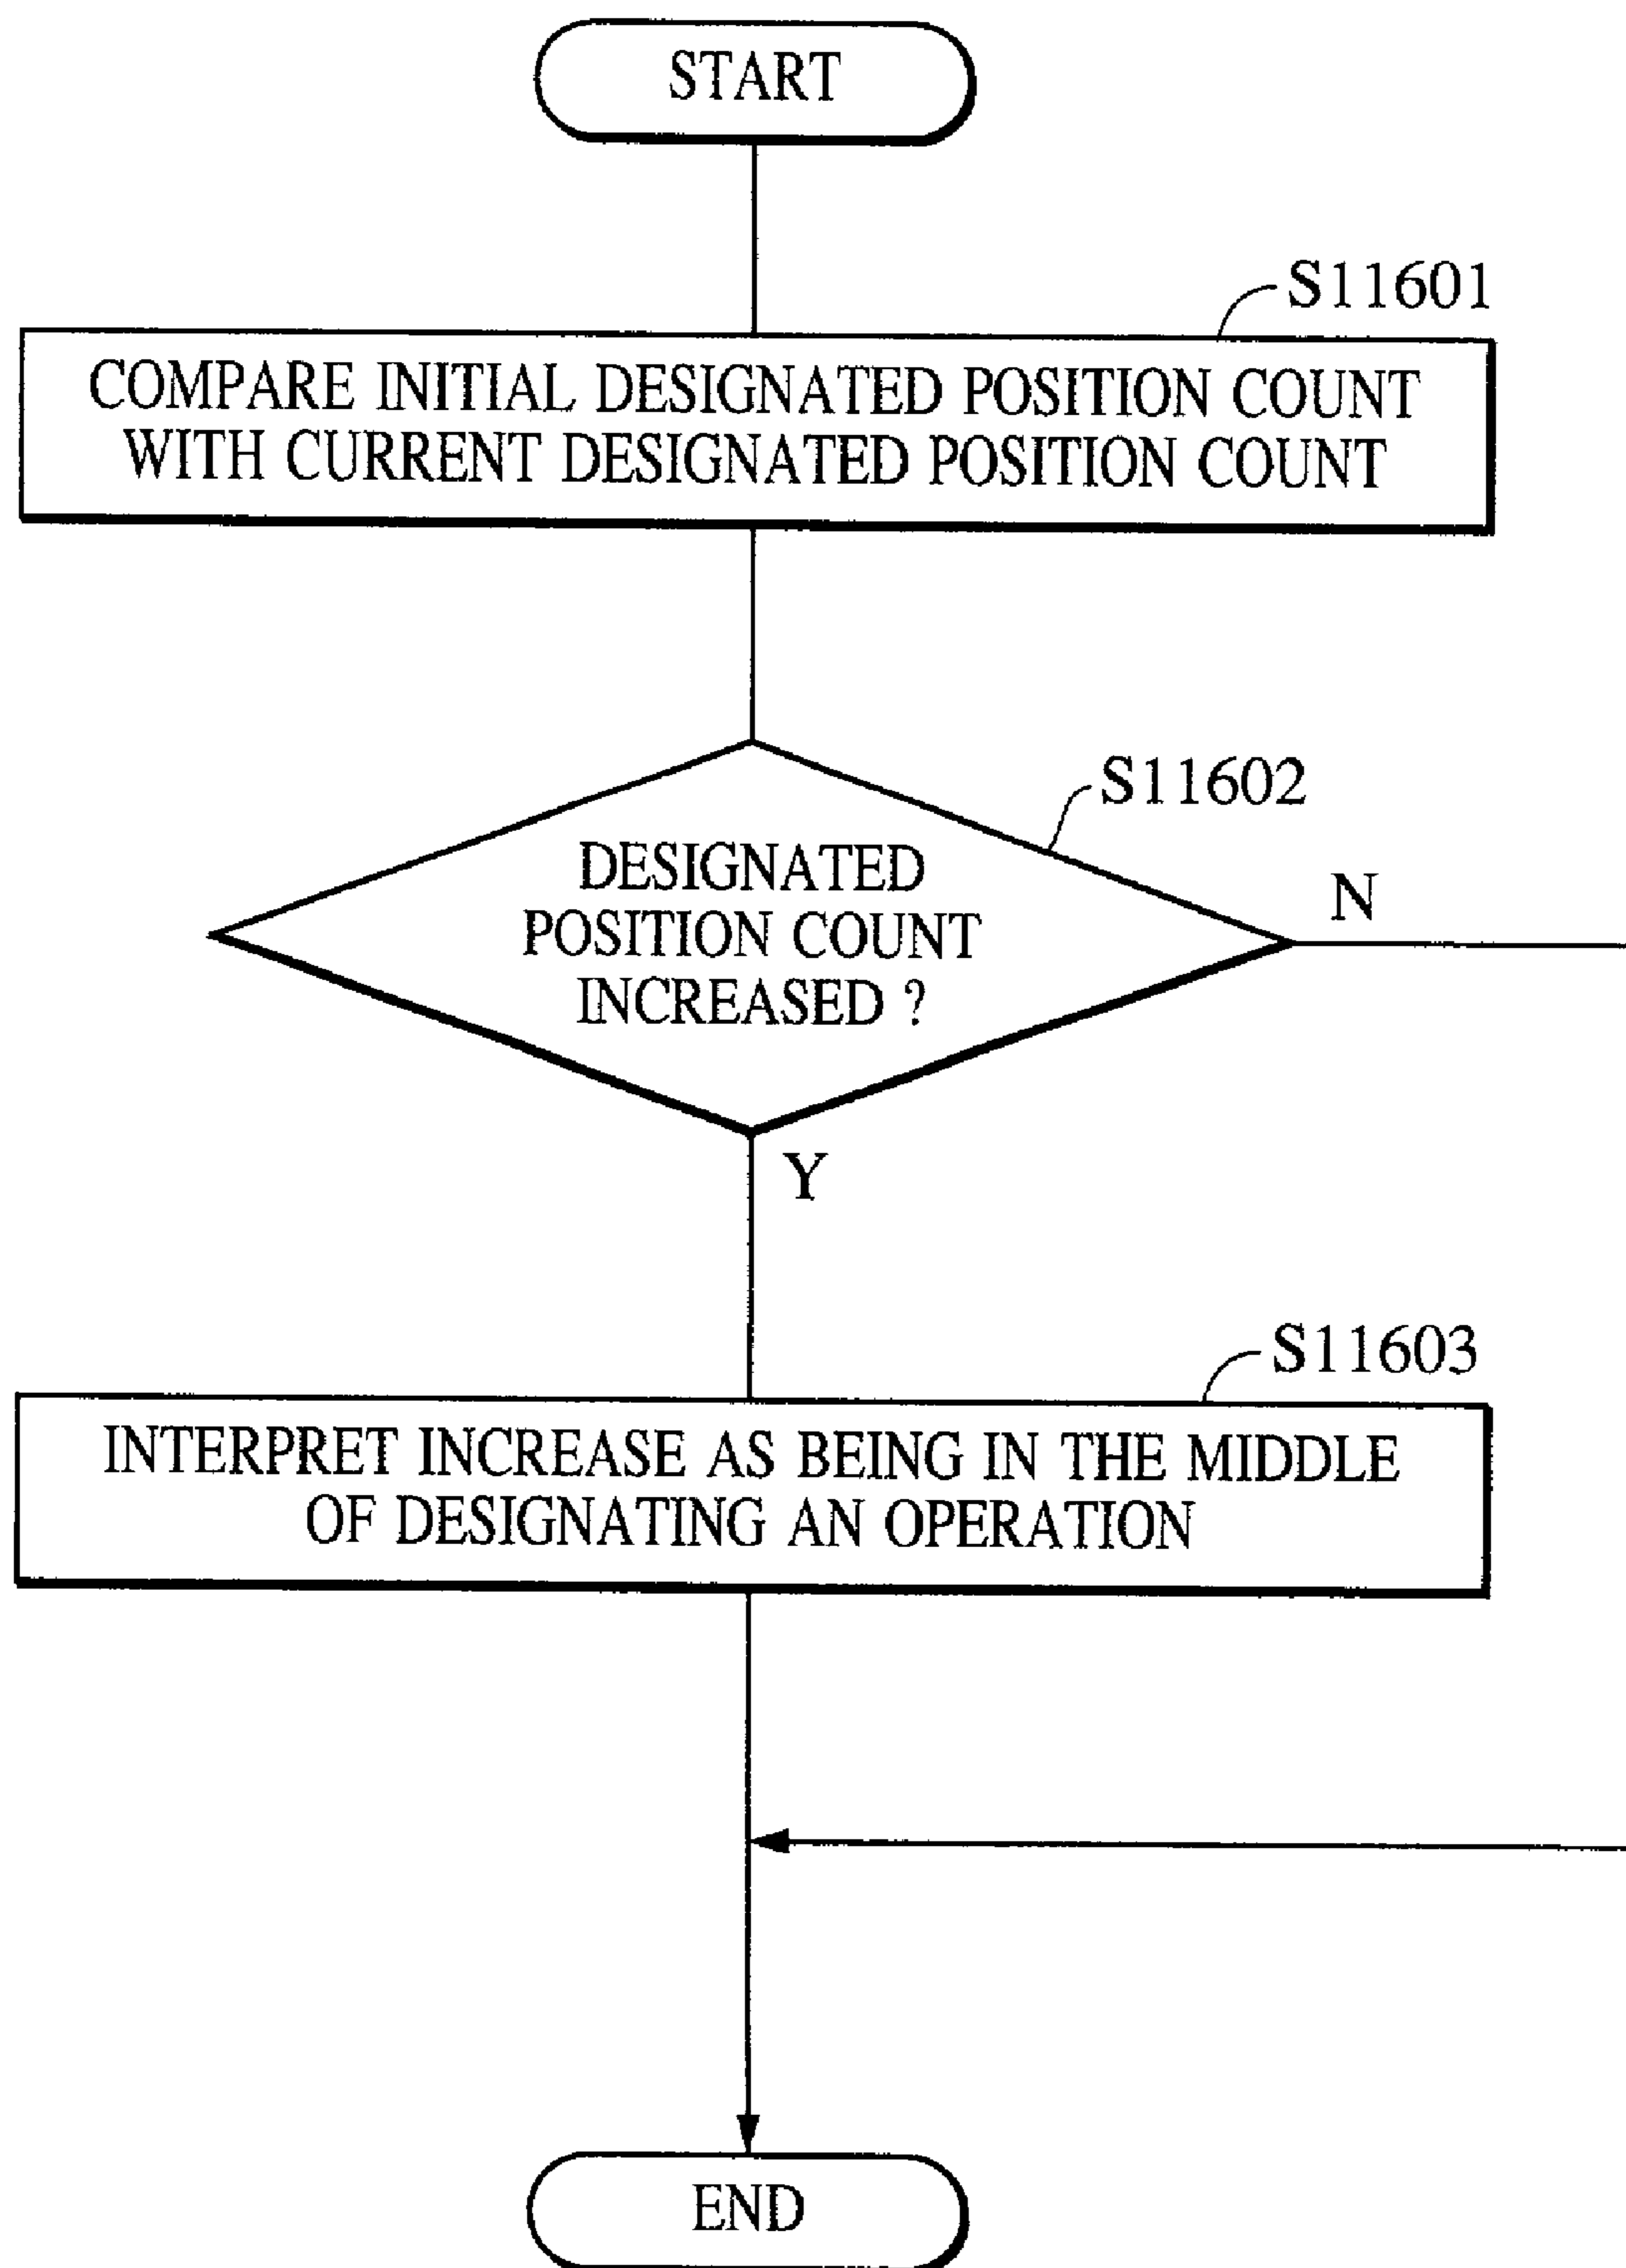 START
S11601
COMPARE INITIAL DESIGNATED POSITION COUNT
WITH CURRENT DESIGNATED POSITION COUNT
S11602
DESIGNATED
POSITION COUNT
INCREASED ?
N
Y
S11603
INTERPRET INCREASE AS BEING IN THE MIDDLE
OF DESIGNATING AN OPERATION
END